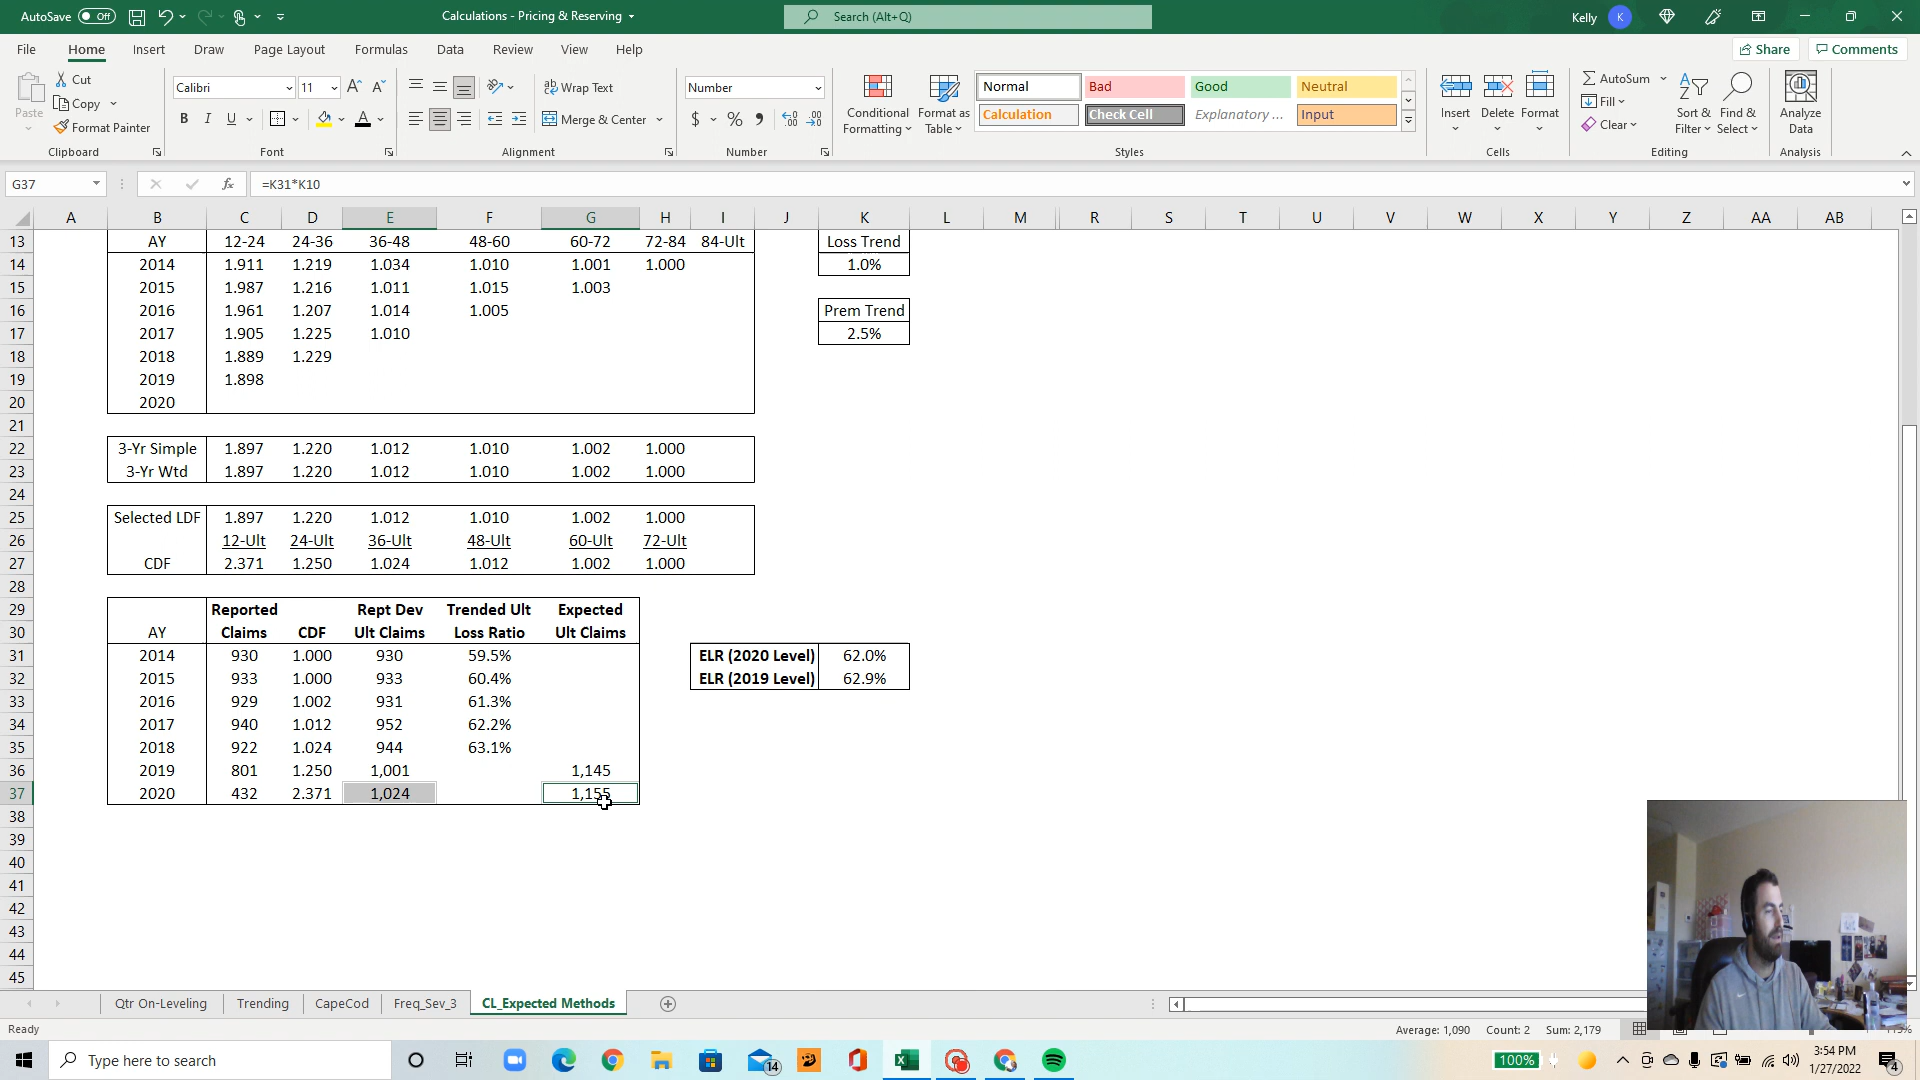 AutoSave Off Calculations - Pricing & Reserving Search (Alt+Q) Kelly K
File Home Insert Draw Page Layout Formulas Data Review View Help Share Comments
Cut Calibri 11 Wrap Text Number Normal Bad Good Neutral AutoSum
Paste Copy Conditional Format as Calculation Check Cell Explanatory ... Input Insert Delete Format Fill Sort & Find & Analyze
Format Painter Merge & Center Formatting Table Clear Filter Select Data
Clipboard Font Alignment Number Styles Cells Editing Analysis
G37 fx =K31*K10
A B C D E F G H I J K L M R S T U V W X Y Z AA AB
13 AY 12-24 24-36 36-48 48-60 60-72 72-84 84-Ult Loss Trend
14 2014 1.911 1.219 1.034 1.010 1.001 1.000 1.0%
15 2015 1.987 1.216 1.011 1.015 1.003
16 2016 1.961 1.207 1.014 1.005 Prem Trend
17 2017 1.905 1.225 1.010 2.5%
18 2018 1.889 1.229
19 2019 1.898
20 2020
21
22 3-Yr Simple 1.897 1.220 1.012 1.010 1.002 1.000
23 3-Yr Wtd 1.897 1.220 1.012 1.010 1.002 1.000
24
25 Selected LDF 1.897 1.220 1.012 1.010 1.002 1.000
26 12-Ult 24-Ult 36-Ult 48-Ult 60-Ult 72-Ult
27 CDF 2.371 1.250 1.024 1.012 1.002 1.000
28
29 Reported Rept Dev Trended Ult Expected
30 AY Claims CDF Ult Claims Loss Ratio Ult Claims
31 2014 930 1.000 930 59.5% ELR (2020 Level) 62.0%
32 2015 933 1.000 933 60.4% ELR (2019 Level) 62.9%
33 2016 929 1.002 931 61.3%
34 2017 940 1.012 952 62.2%
35 2018 922 1.024 944 63.1%
36 2019 801 1.250 1,001 1,145
37 2020 432 2.371 1,024 1,155
38
39
40
41
42
43
44
45
Qtr On-Leveling Trending CapeCod Freq_Sev_3 CL_Expected Methods
Ready Average: 1,090 Count: 2 Sum: 2,179
Type here to search 14 100% 3:54 PM
1/27/2022 4